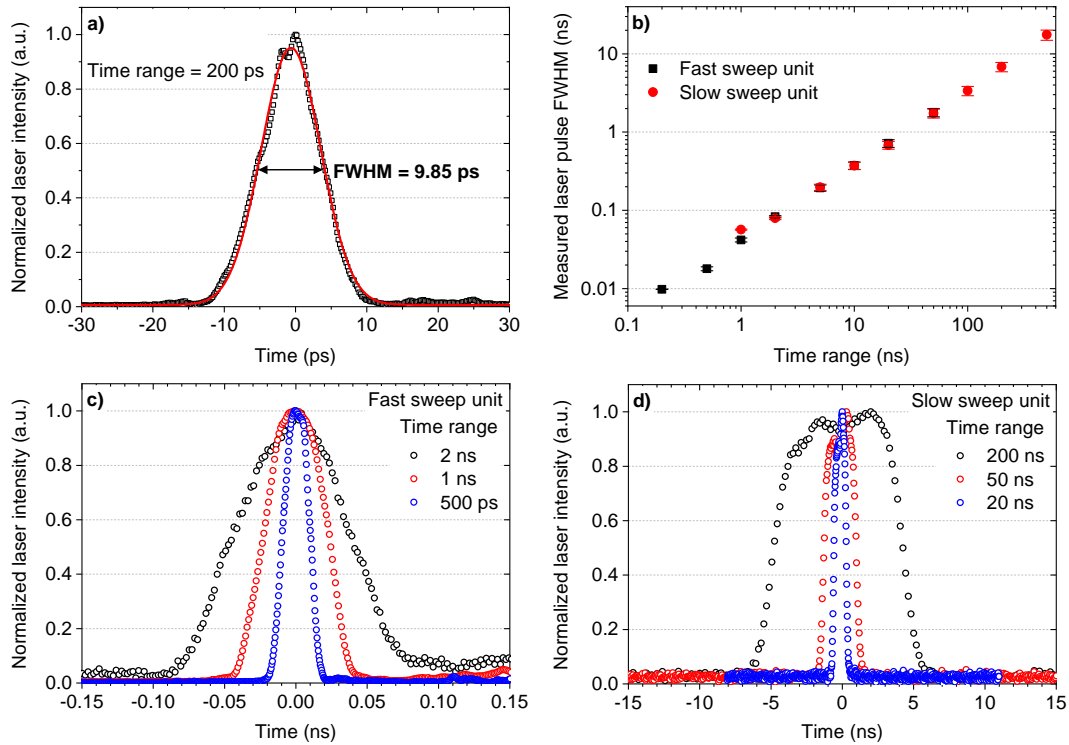 a)
Time range = 200 ps
FWHM = 9.85 ps
Normalized laser intensity (a.u.)
1.0
0.8
0.6
0.4
0.2
0.0
-30 -20 -10 0 10 20 30
Time (ps)
b)
Fast sweep unit
Slow sweep unit
Measured laser pulse FWHM (ns)
10
1
0.1
0.01
0.1 1 10 100
Time range (ns)
c)
Fast sweep unit
Time range
2 ns
1 ns
500 ps
Normalized laser intensity (a.u.)
1.0
0.8
0.6
0.4
0.2
0.0
-0.15 -0.10 -0.05 0.00 0.05 0.10 0.15
Time (ns)
d)
Slow sweep unit
Time range
200 ns
50 ns
20 ns
Normalized laser intensity (a.u.)
1.0
0.8
0.6
0.4
0.2
0.0
-15 -10 -5 0 5 10 15
Time (ns)